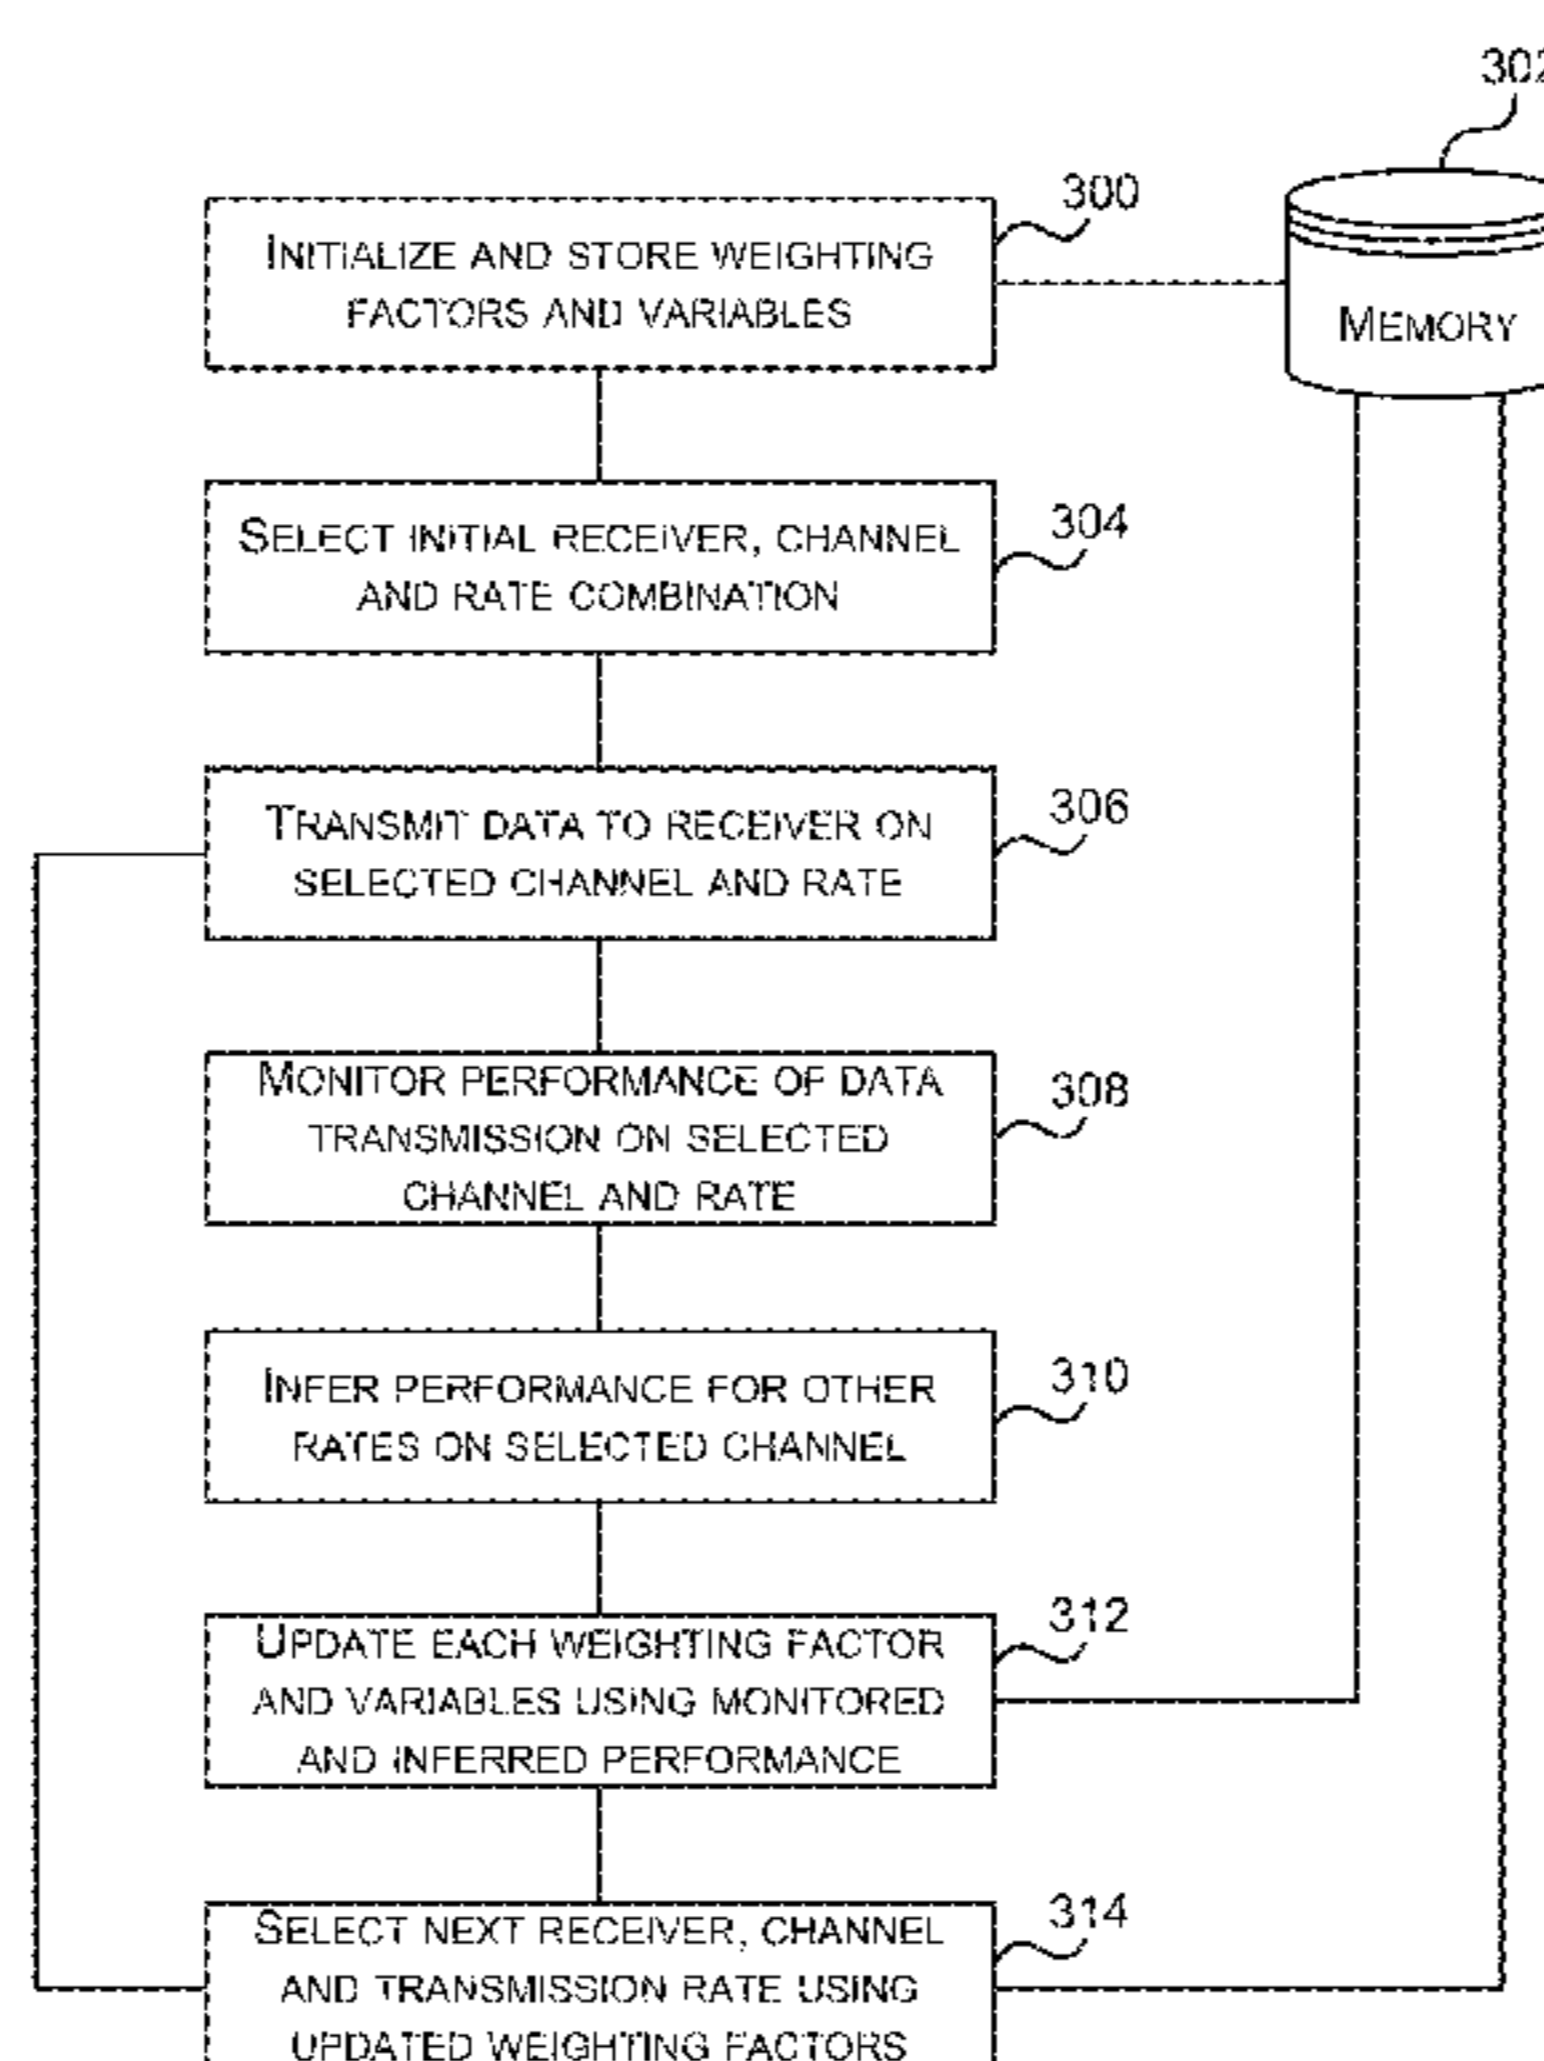 302
300
INITIALIZE AND STORE WEIGHTING
FACTORS AND VARIABLES
MEMORY
304
SELECT INITIAL RECEIVER, CHANNEL
AND RATE COMBINATION
306
TRANSMIT DATA TO RECEIVER ON
SELECTED CHANNEL AND RATE
308
MONITOR PERFORMANCE OF DATA
TRANSMISSION ON SELECTED
CHANNEL AND RATE
310
INFER PERFORMANCE FOR OTHER
RATES ON SELECTED CHANNEL
312
UPDATE EACH WEIGHTING FACTOR
AND VARIABLES USING MONITORED
AND INFERRED PERFORMANCE
314
SELECT NEXT RECEIVER, CHANNEL
AND TRANSMISSION RATE USING
UPDATED WEIGHTING FACTORS